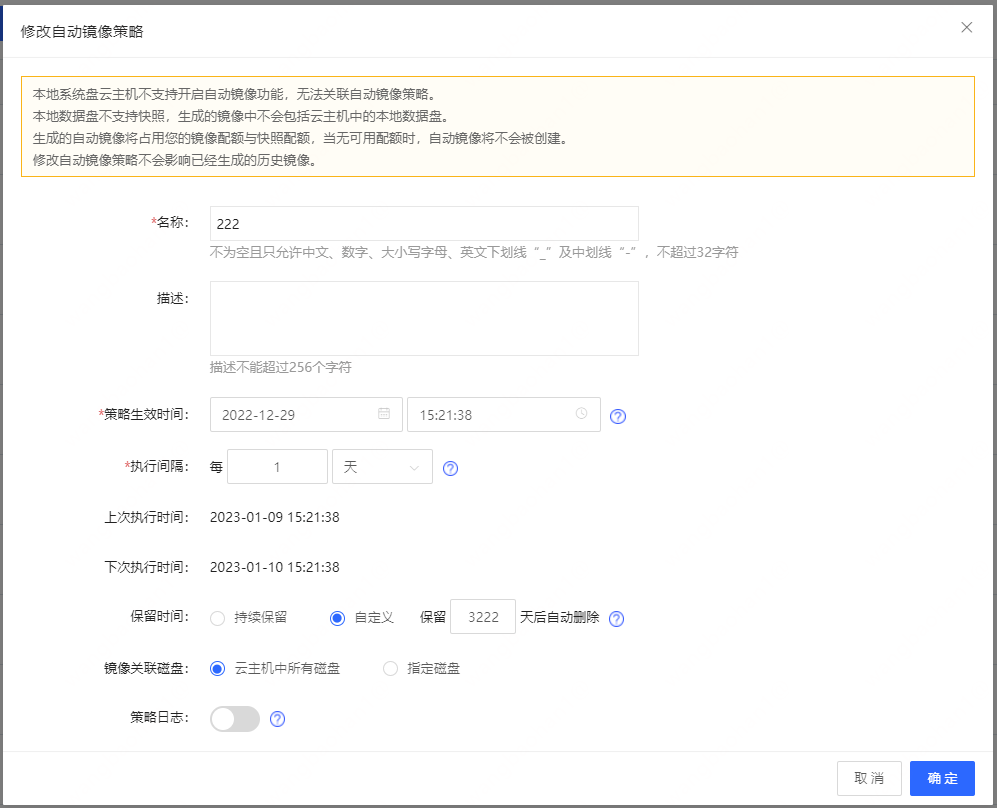 修改自动镜像策略
本地系统盘云主机不支持开启自动镜像功能，无法关联自动镜像策略。
本地数据盘不支持快照，生成的镜像中不会包括云主机中的本地数据盘。
生成的自动镜像将占用您的镜像配额与快照配额，当无可用配额时，自动镜像将不会被创建。
修改自动镜像策略不会影响已经生成的历史镜像。
*名称: 222
不为空且只允许中文、数字、大小写字母、英文下划线“_”及中划线“-”，不超过32字符
描述:
描述不能超过256个字符
*策略生效时间: 2022-12-29 15:21:38 ?
*执行间隔: 每 1 天 ?
上次执行时间: 2023-01-09 15:21:38
下次执行时间: 2023-01-10 15:21:38
保留时间: 持续保留 自定义 保留 3222 天后自动删除 ?
镜像关联磁盘: 云主机中所有磁盘 指定磁盘
策略日志: ?
取消 确定